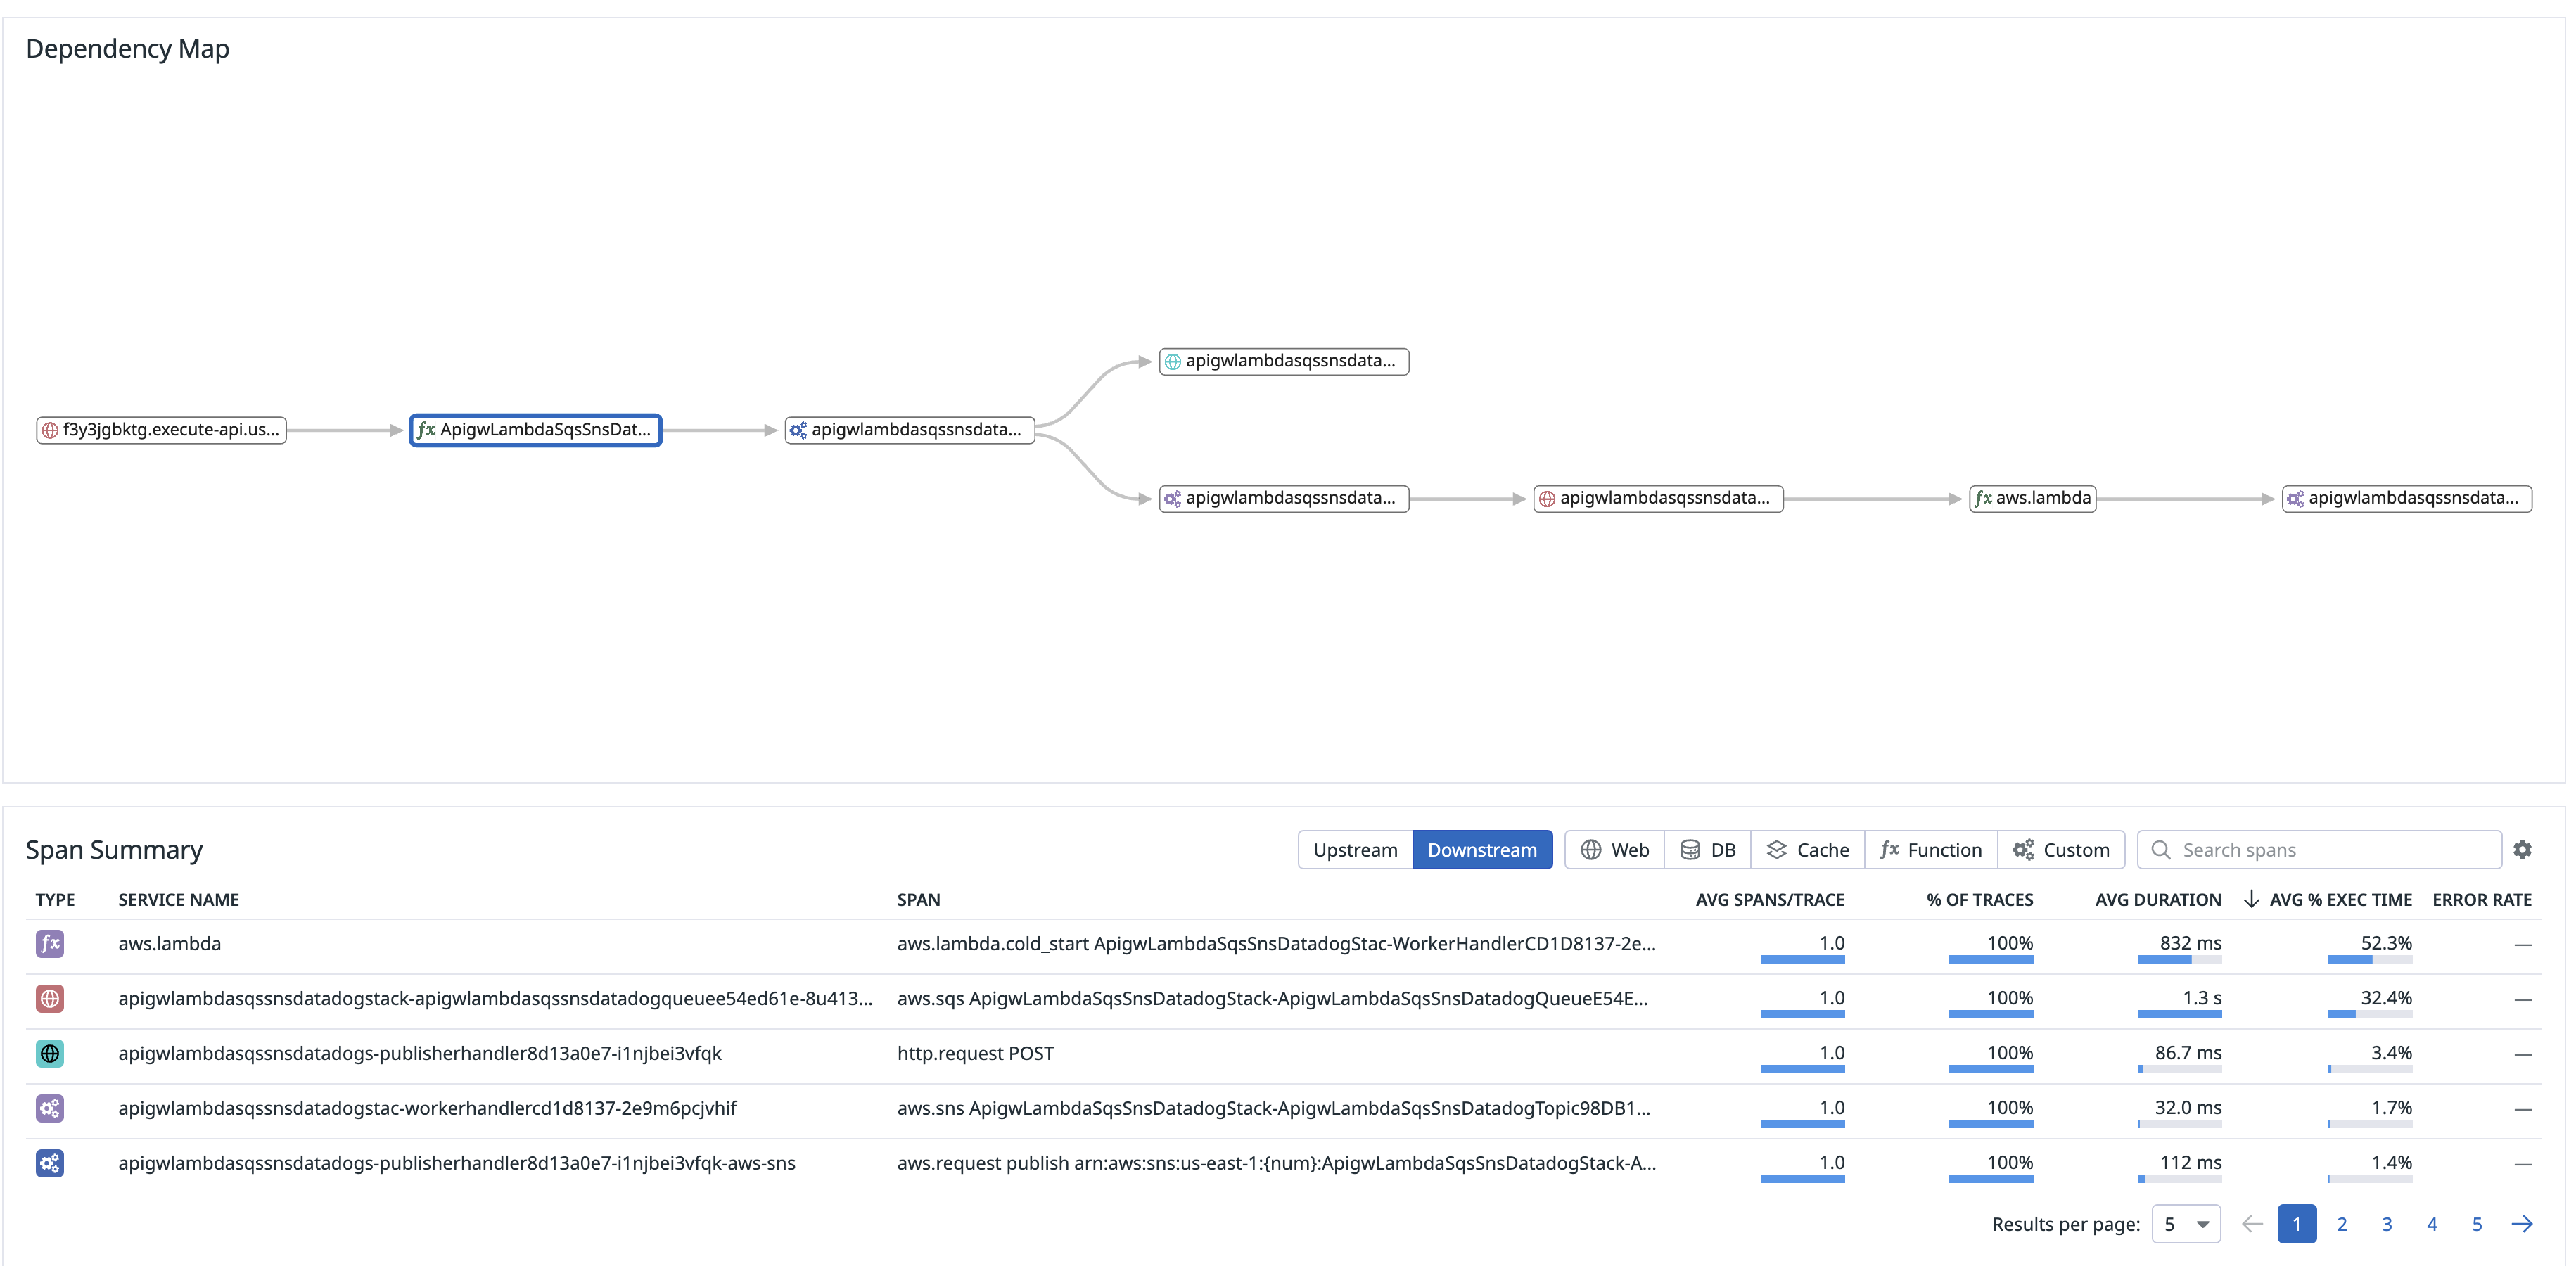 Dependency Map
apigwlambdasqssnsdata...
f3y3jgbktg.execute-api.us...
fx ApigwLambdaSqsSnsDat...
apigwlambdasqssnsdata...
apigwlambdasqssnsdata...
apigwlambdasqssnsdata...
fx aws.lambda
apigwlambdasqssnsdata...
Span Summary
Upstream Downstream Web DB Cache fx Function Custom Search spans
TYPE SERVICE NAME SPAN AVG SPANS/TRACE % OF TRACES AVG DURATION AVG % EXEC TIME ERROR RATE
fx aws.lambda aws.lambda.cold_start ApigwLambdaSqsSnsDatadogStac-WorkerHandlerCD1D8137-2e... 1.0 100% 832 ms 52.3% —
apigwlambdasqssnsdatadogstack-apigwlambdasqssnsdatadogqueuee54ed61e-8u413... aws.sqs ApigwLambdaSqsSnsDatadogStack-ApigwLambdaSqsSnsDatadogQueueE54E... 1.0 100% 1.3 s 32.4% —
apigwlambdasqssnsdatadogs-publisherhandler8d13a0e7-i1njbei3vfqk http.request POST 1.0 100% 86.7 ms 3.4% —
apigwlambdasqssnsdatadogstac-workerhandlercd1d8137-2e9m6pcjvhif aws.sns ApigwLambdaSqsSnsDatadogStack-ApigwLambdaSqsSnsDatadogTopic98DB1... 1.0 100% 32.0 ms 1.7% —
apigwlambdasqssnsdatadogs-publisherhandler8d13a0e7-i1njbei3vfqk-aws-sns aws.request publish arn:aws:sns:us-east-1:{num}:ApigwLambdaSqsSnsDatadogStack-A... 1.0 100% 112 ms 1.4% —
Results per page: 5 1 2 3 4 5